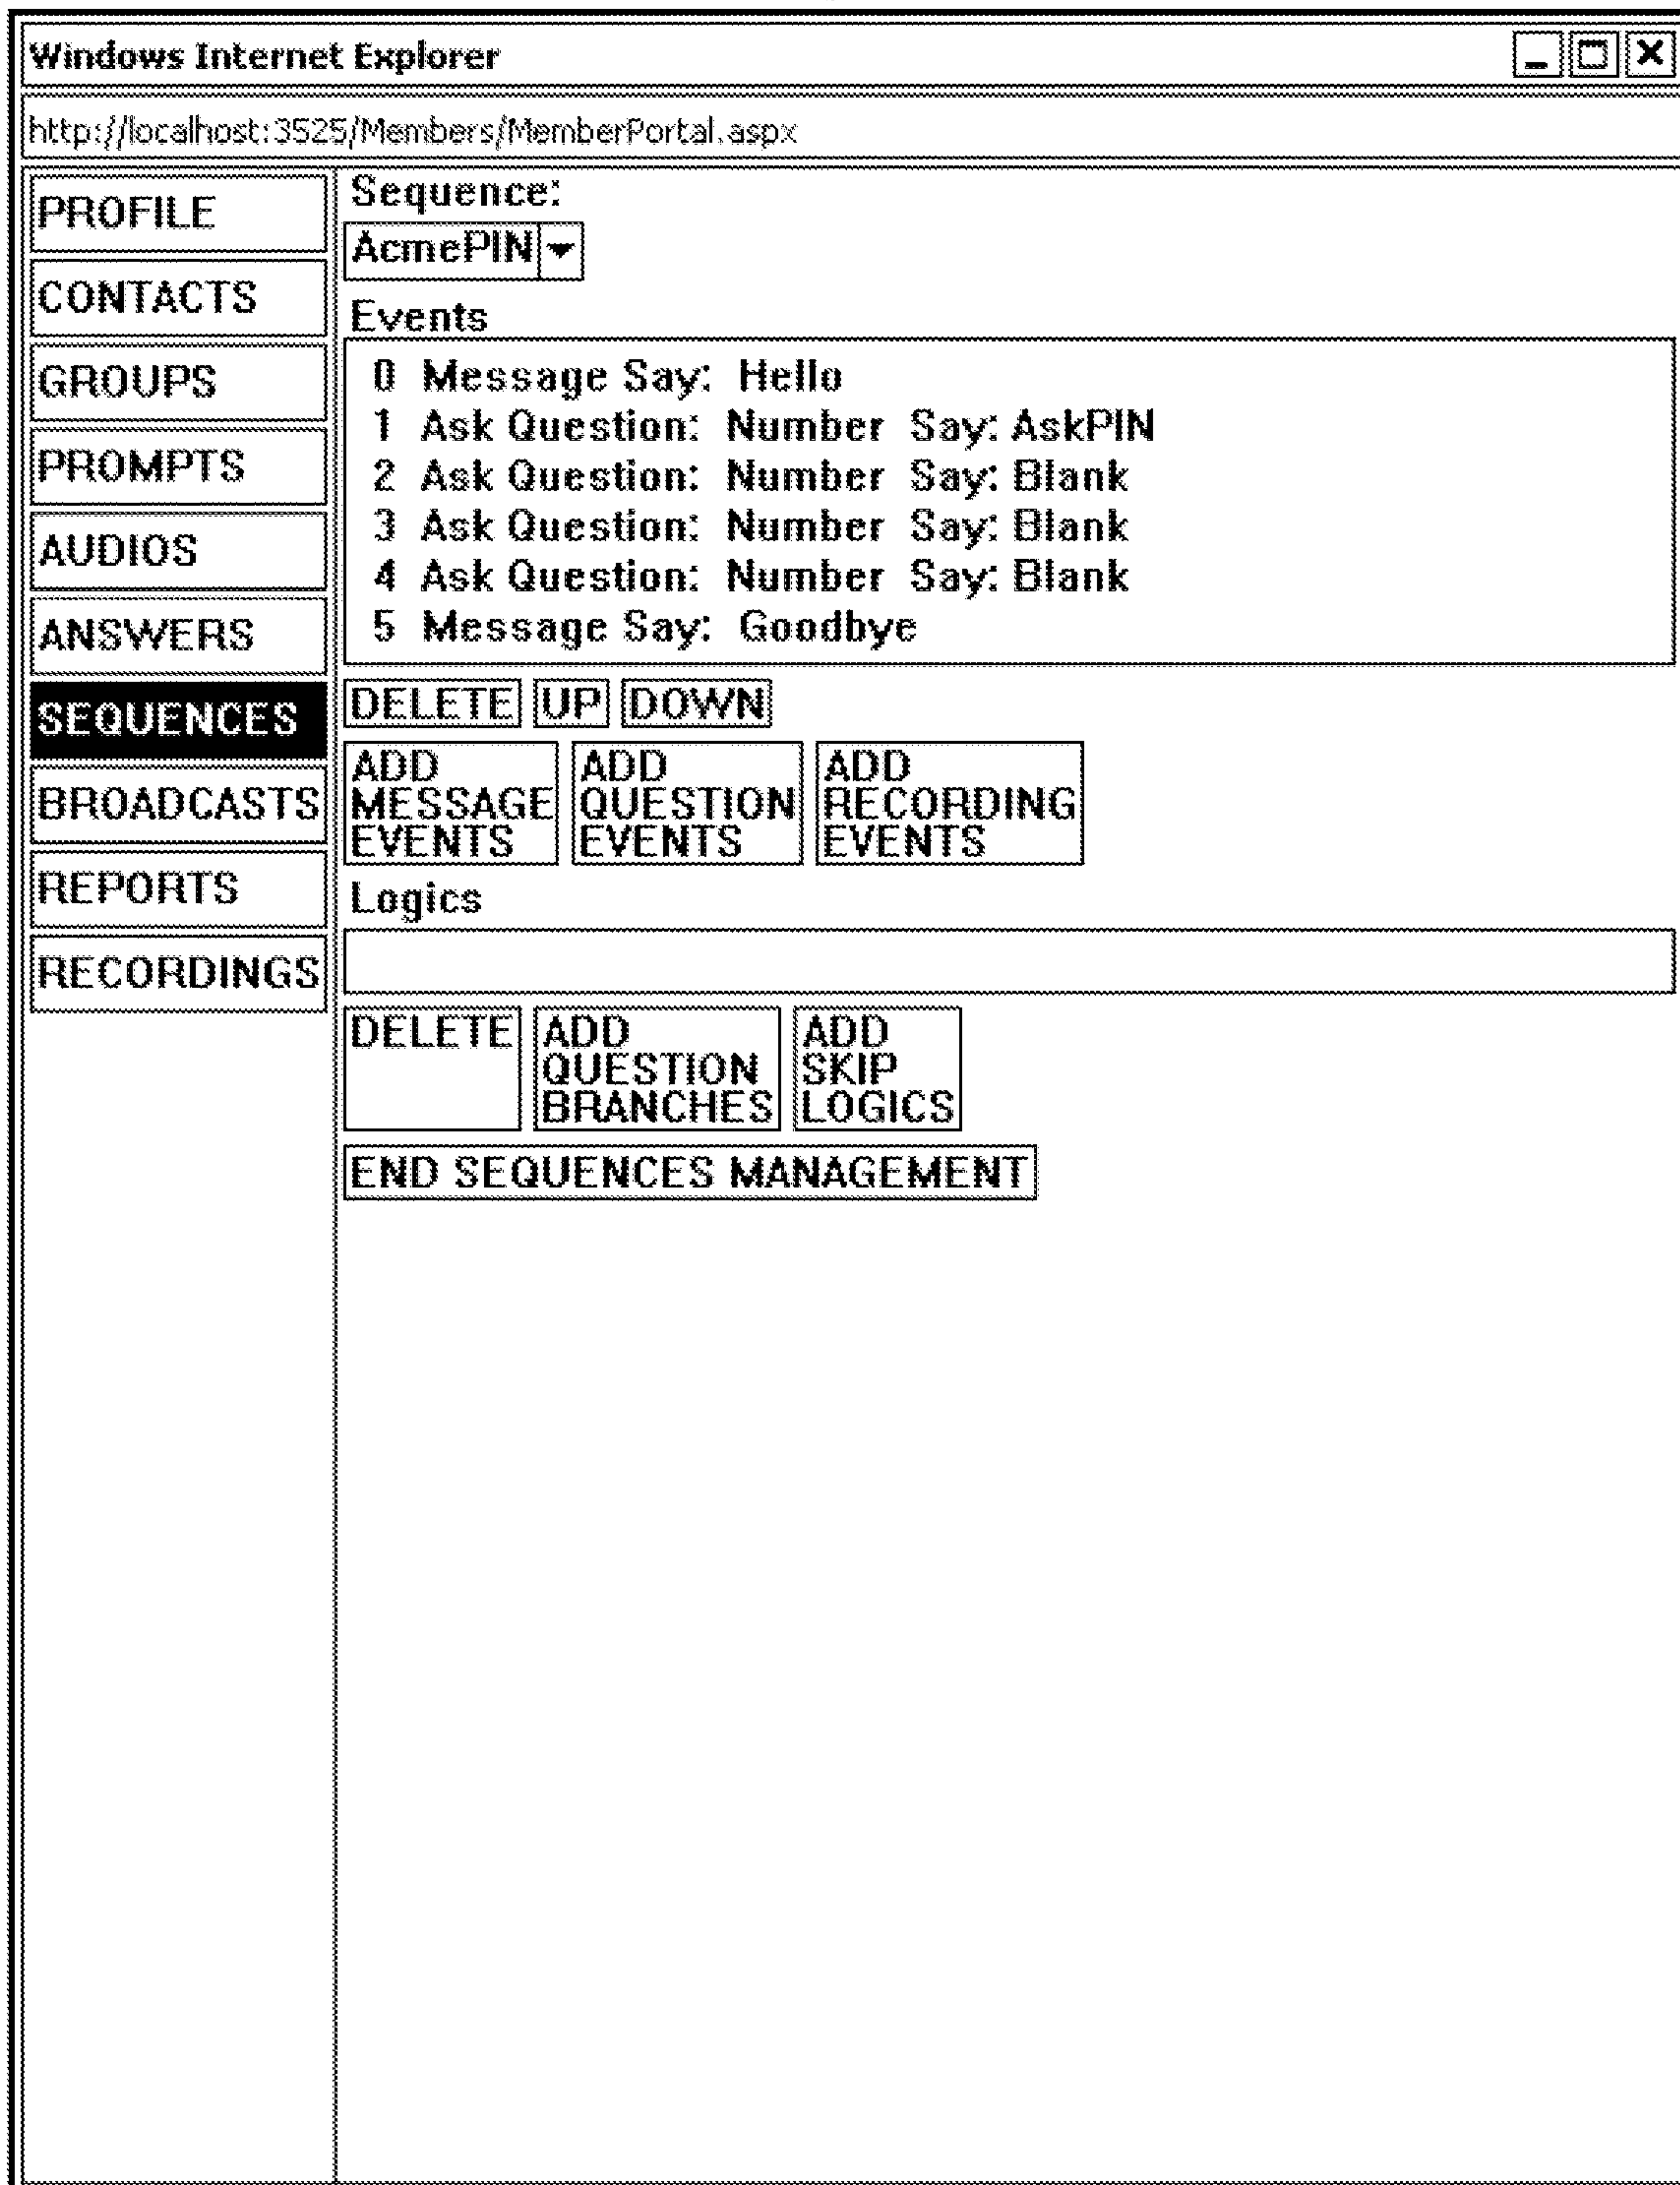 Windows Internet Explorer
http://localhost:3525/Members/MemberPortal.aspx
PROFILE
CONTACTS
GROUPS
PROMPTS
AUDIOS
ANSWERS
SEQUENCES
BROADCASTS
REPORTS
RECORDINGS
Sequence:
AcmePIN
Events
0 Message Say: Hello
1 Ask Question: Number Say: AskPIN
2 Ask Question: Number Say: Blank
3 Ask Question: Number Say: Blank
4 Ask Question: Number Say: Blank
5 Message Say: Goodbye
DELETE UP DOWN
ADD
MESSAGE
EVENTS
ADD
QUESTION
EVENTS
ADD
RECORDING
EVENTS
Logics
DELETE
ADD
QUESTION
BRANCHES
ADD
SKIP
LOGICS
END SEQUENCES MANAGEMENT